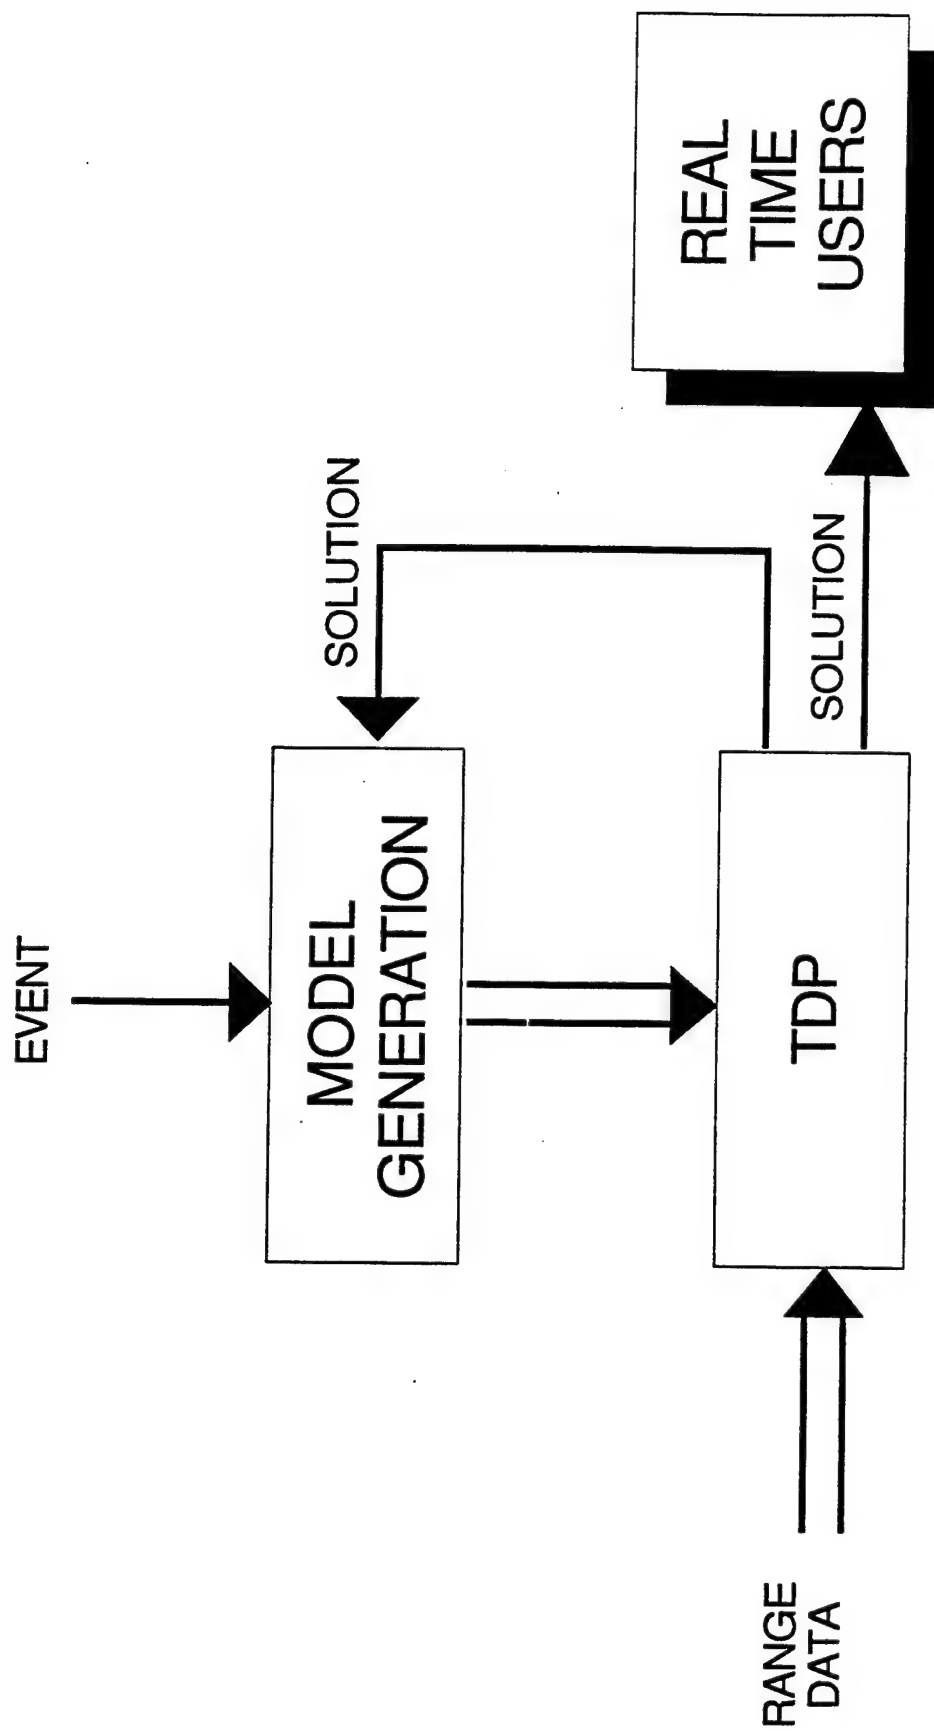 EVENT
MODEL
GENERATION
SOLUTION
RANGE
DATA
TDP
SOLUTION
REAL
TIME
USERS